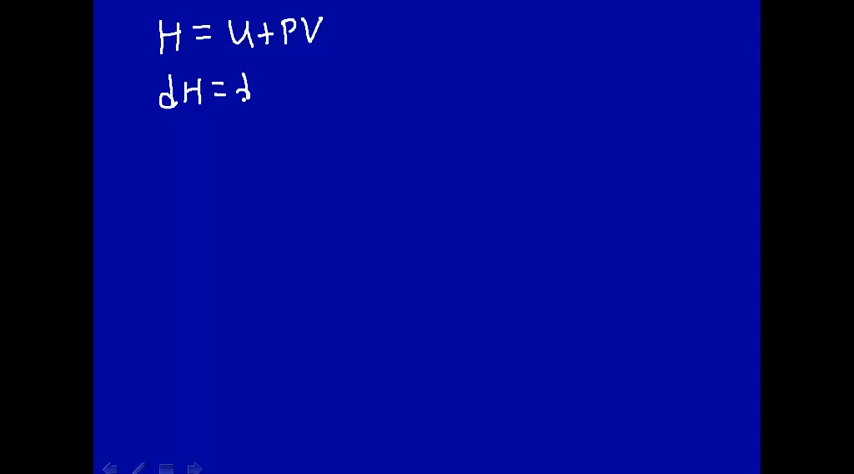 H = U + PV
dH = d